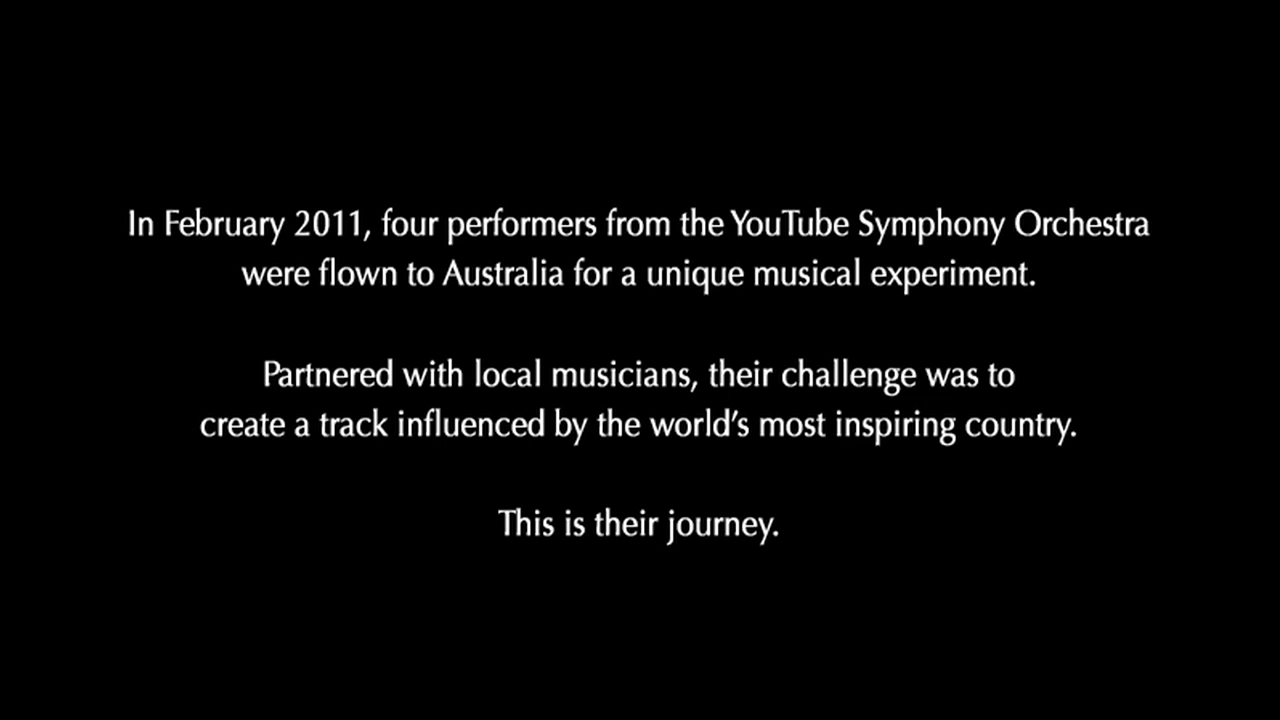 In February 2011, four performers from the YouTube Symphony Orchestra
were flown to Australia for a unique musical experiment.
Partnered with local musicians, their challenge was to
create a track influenced by the world’s most inspiring country.
This is their journey.